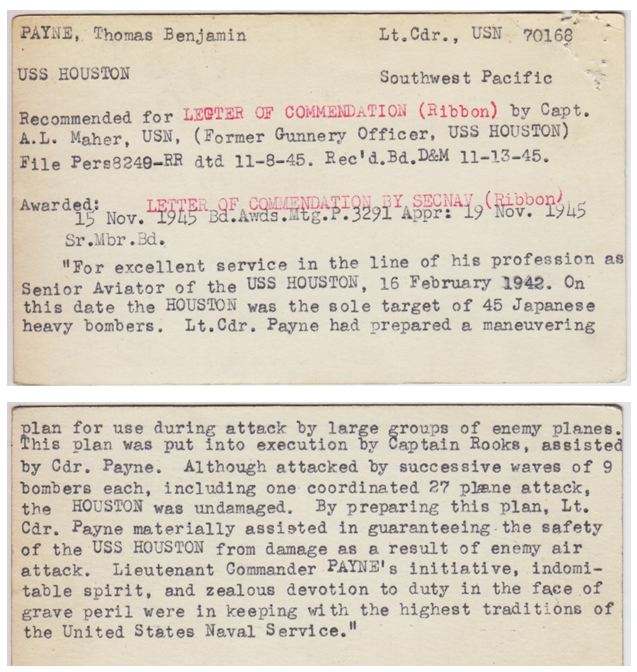 PAYNE, Thomas Benjamin Lt.Cdr., USN 70168
USS HOUSTON Southwest Pacific
Recommended for LETTER OF COMMENDATION (Ribbon) by Capt.
A.L. Maher, USN, (Former Gunnery Officer, USS HOUSTON)
File Pers8249-RR dtd 11-8-45. Rec'd.Bd.D&M 11-13-45.
Awarded: LETTER OF COMMENDATION BY SECNAV (Ribbon)
15 Nov. 1945 Bd.Awds.Mtg.P.3291 Appr: 19 Nov. 1945
Sr.Mbr.Bd.
"For excellent service in the line of his profession as
Senior Aviator of the USS HOUSTON, 16 February 1942. On
this date the HOUSTON was the sole target of 45 Japanese
heavy bombers. Lt.Cdr. Payne had prepared a maneuvering
plan for use during attack by large groups of enemy planes.
This plan was put into execution by Captain Rooks, assisted
by Cdr. Payne. Although attacked by successive waves of 9
bombers each, including one coordinated 27 plane attack,
the HOUSTON was undamaged. By preparing this plan, Lt.
Cdr. Payne materially assisted in guaranteeing the safety
of the USS HOUSTON from damage as a result of enemy air
attack. Lieutenant Commander PAYNE's initiative, indomi-
table spirit, and zealous devotion to duty in the face of
grave peril were in keeping with the highest traditions of
the United States Naval Service."